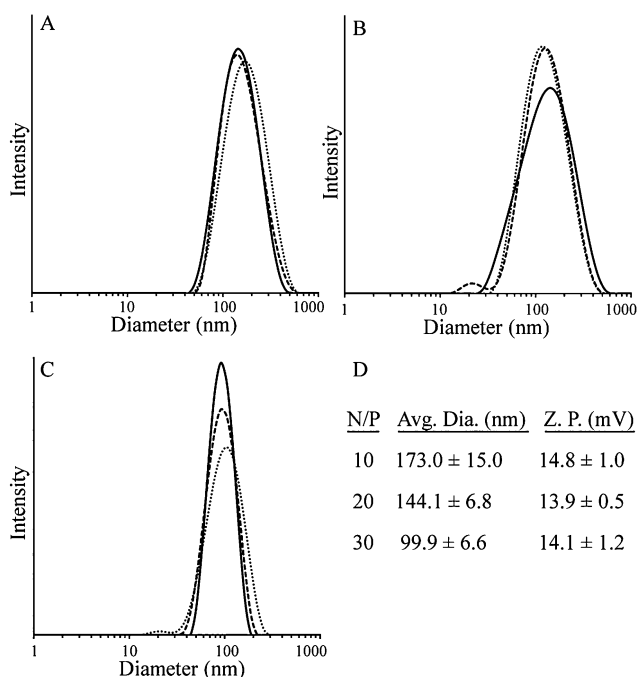 A
Intensity
1 10 100 1000
Diameter (nm)
B
Intensity
1 10 100 1000
Diameter (nm)
C
Intensity
1 10 100 1000
Diameter (nm)
D
N/P Avg. Dia. (nm) Z. P. (mV)
10 173.0 ± 15.0 14.8 ± 1.0
20 144.1 ± 6.8 13.9 ± 0.5
30 99.9 ± 6.6 14.1 ± 1.2